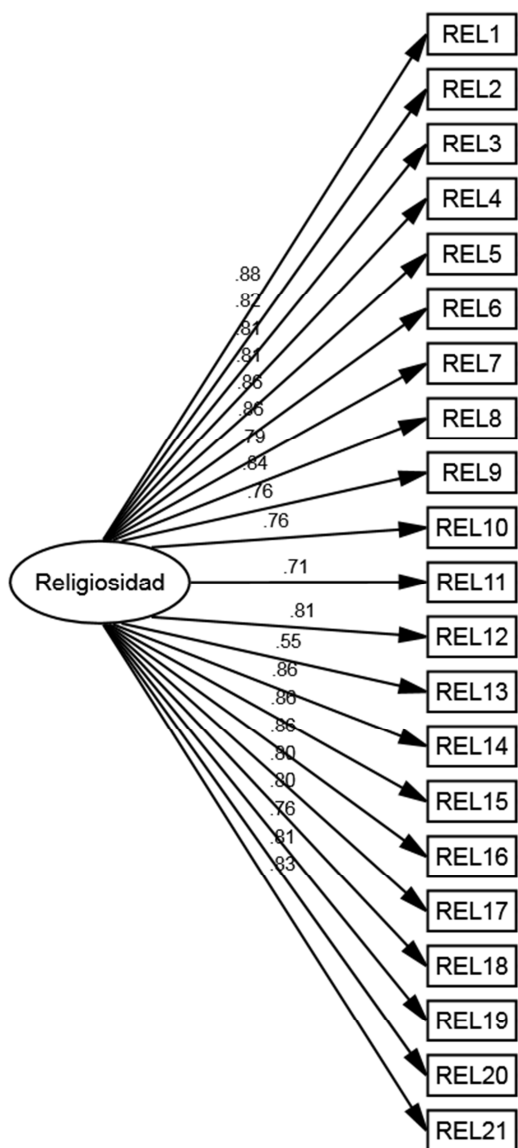 REL1
REL2
REL3
REL4
REL5
REL6
REL7
REL8
REL9
REL10
REL11
REL12
REL13
REL14
REL15
REL16
REL17
REL18
REL19
REL20
REL21
Religiosidad
.88
.82
.81
.81
.86
.86
.79
.84
.76
.76
.71
.81
.55
.86
.86
.86
.80
.80
.76
.81
.83